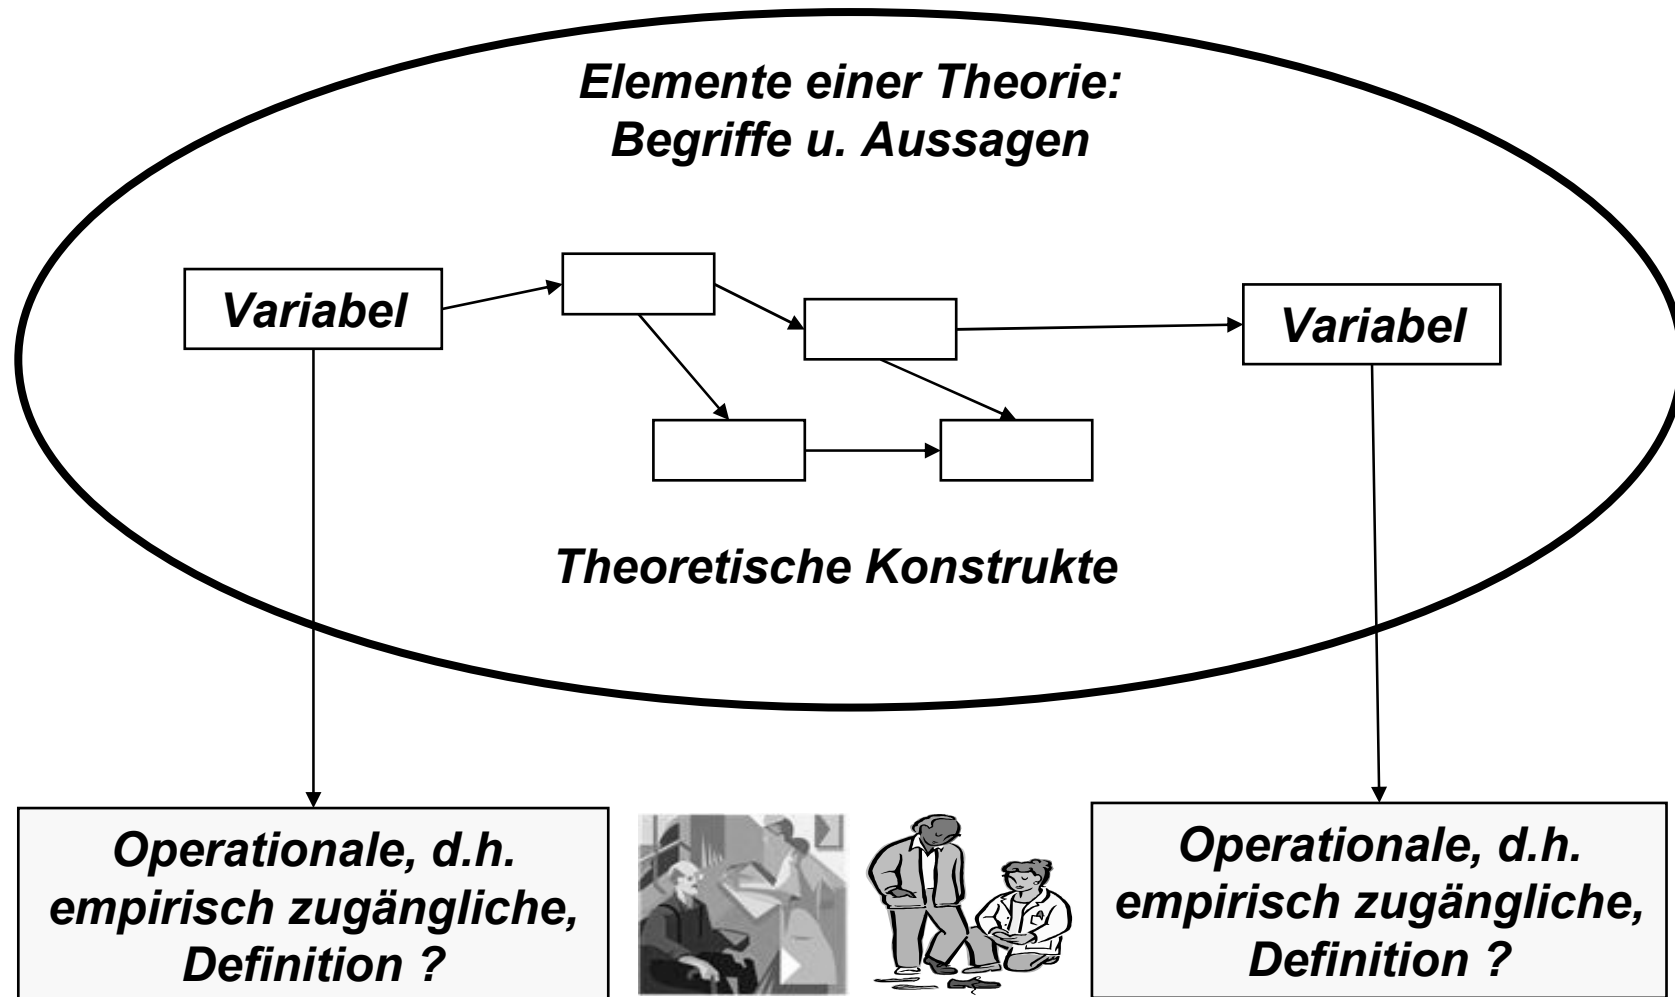 Elemente einer Theorie:
Begriffe u. Aussagen
Variabel
Variabel
Theoretische Konstrukte
Operationale, d.h.
empirisch zugängliche,
Definition ?
Operationale, d.h.
empirisch zugängliche,
Definition ?